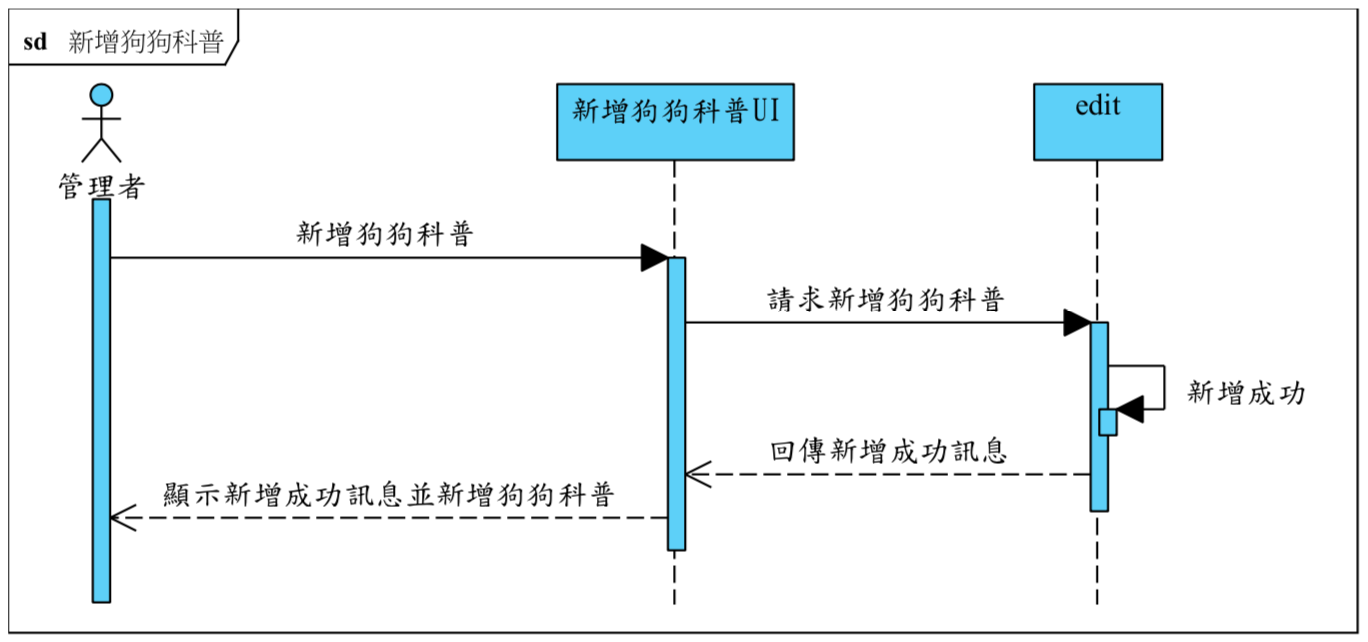 sd 新增狗狗科普
管理者
新增狗狗科普UI
edit
新增狗狗科普
請求新增狗狗科普
新增成功
回傳新增成功訊息
顯示新增成功訊息並新增狗狗科普